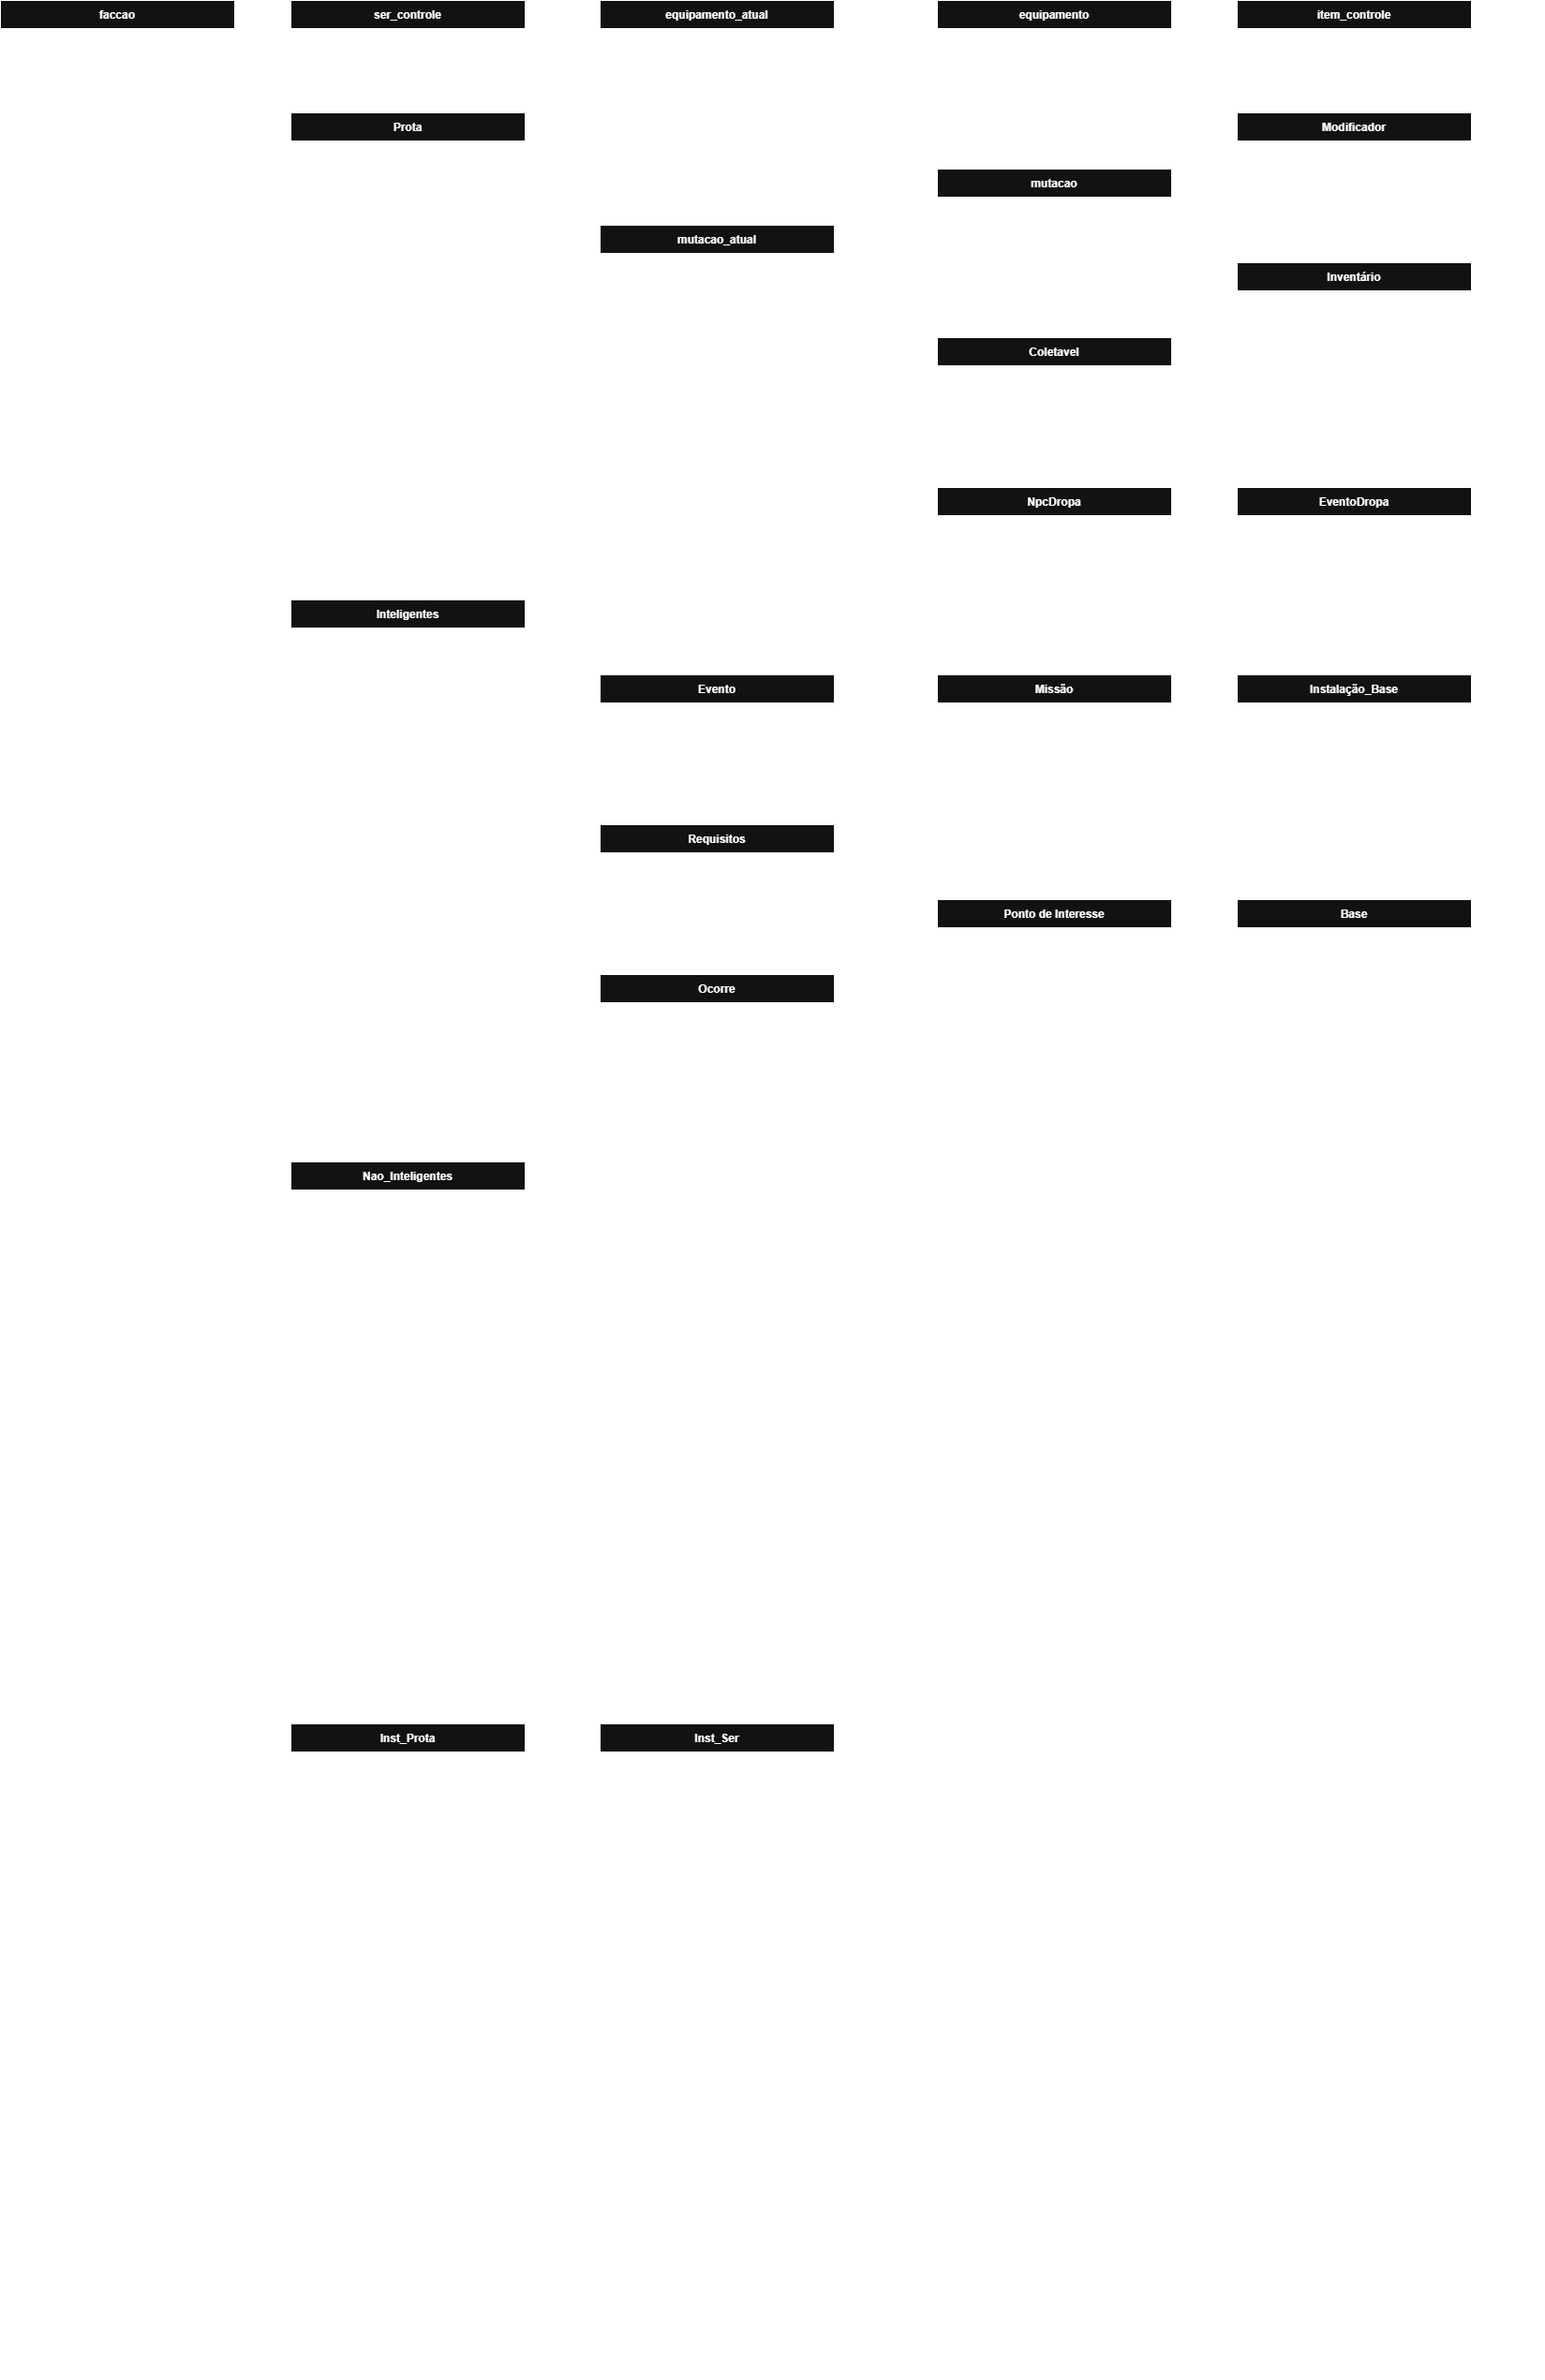 faccao
ser_controle
equipamento_atual
equipamento
item_controle
Prota
Modificador
mutacao
mutacao_atual
Inventário
Coletavel
NpcDropa
EventoDropa
Inteligentes
Evento
Missão
Instalação_Base
Requisitos
Ponto de Interesse
Base
Ocorre
Nao_Inteligentes
Inst_Prota
Inst_Ser